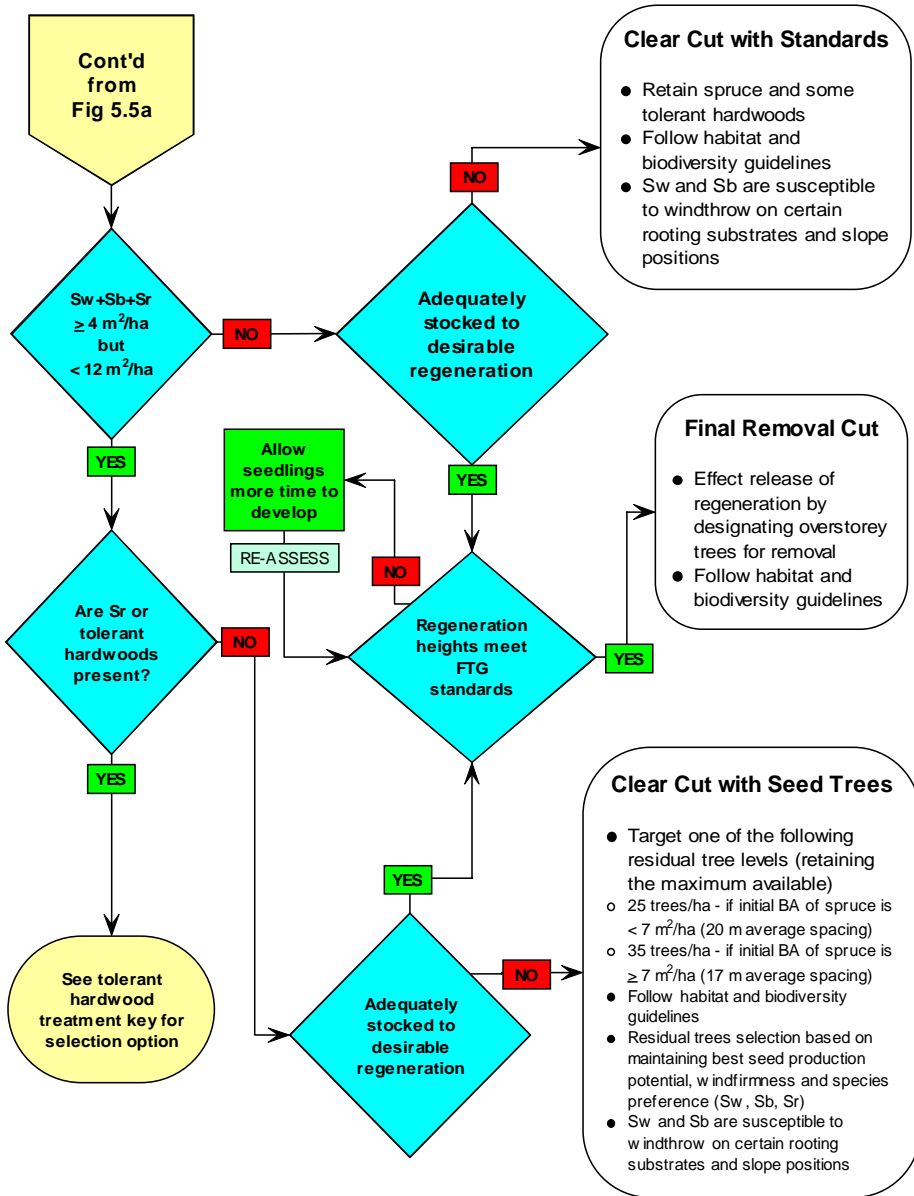 Cont'd
from
Fig 5.5a
Clear Cut with Standards
● Retain spruce and some
tolerant hardwoods
● Follow habitat and
biodiversity guidelines
● Sw and Sb are susceptible
to windthrow on certain
rooting substrates and slope
positions
NO
Sw+Sb+Sr
≥ 4 m²/ha
but
< 12 m²/ha
NO
Adequately
stocked to
desirable
regeneration
YES
YES
Allow
seedlings
more time to
develop
RE-ASSESS
NO
Final Removal Cut
● Effect release of
regeneration by
designating overstorey
trees for removal
● Follow habitat and
biodiversity guidelines
Are Sr or
tolerant
hardwoods
present?
NO
Regeneration
heights meet
FTG
standards
YES
YES
See tolerant
hardwood
treatment key for
selection option
YES
Adequately
stocked to
desirable
regeneration
NO
Clear Cut with Seed Trees
● Target one of the following
residual tree levels (retaining
the maximum available)
○ 25 trees/ha - if initial BA of spruce is
< 7 m²/ha (20 m average spacing)
○ 35 trees/ha - if initial BA of spruce is
≥ 7 m²/ha (17 m average spacing)
● Follow habitat and biodiversity
guidelines
● Residual trees selection based on
maintaining best seed production
potential, windfirmness and species
preference (Sw, Sb, Sr)
● Sw and Sb are susceptible to
windthrow on certain rooting
substrates and slope positions